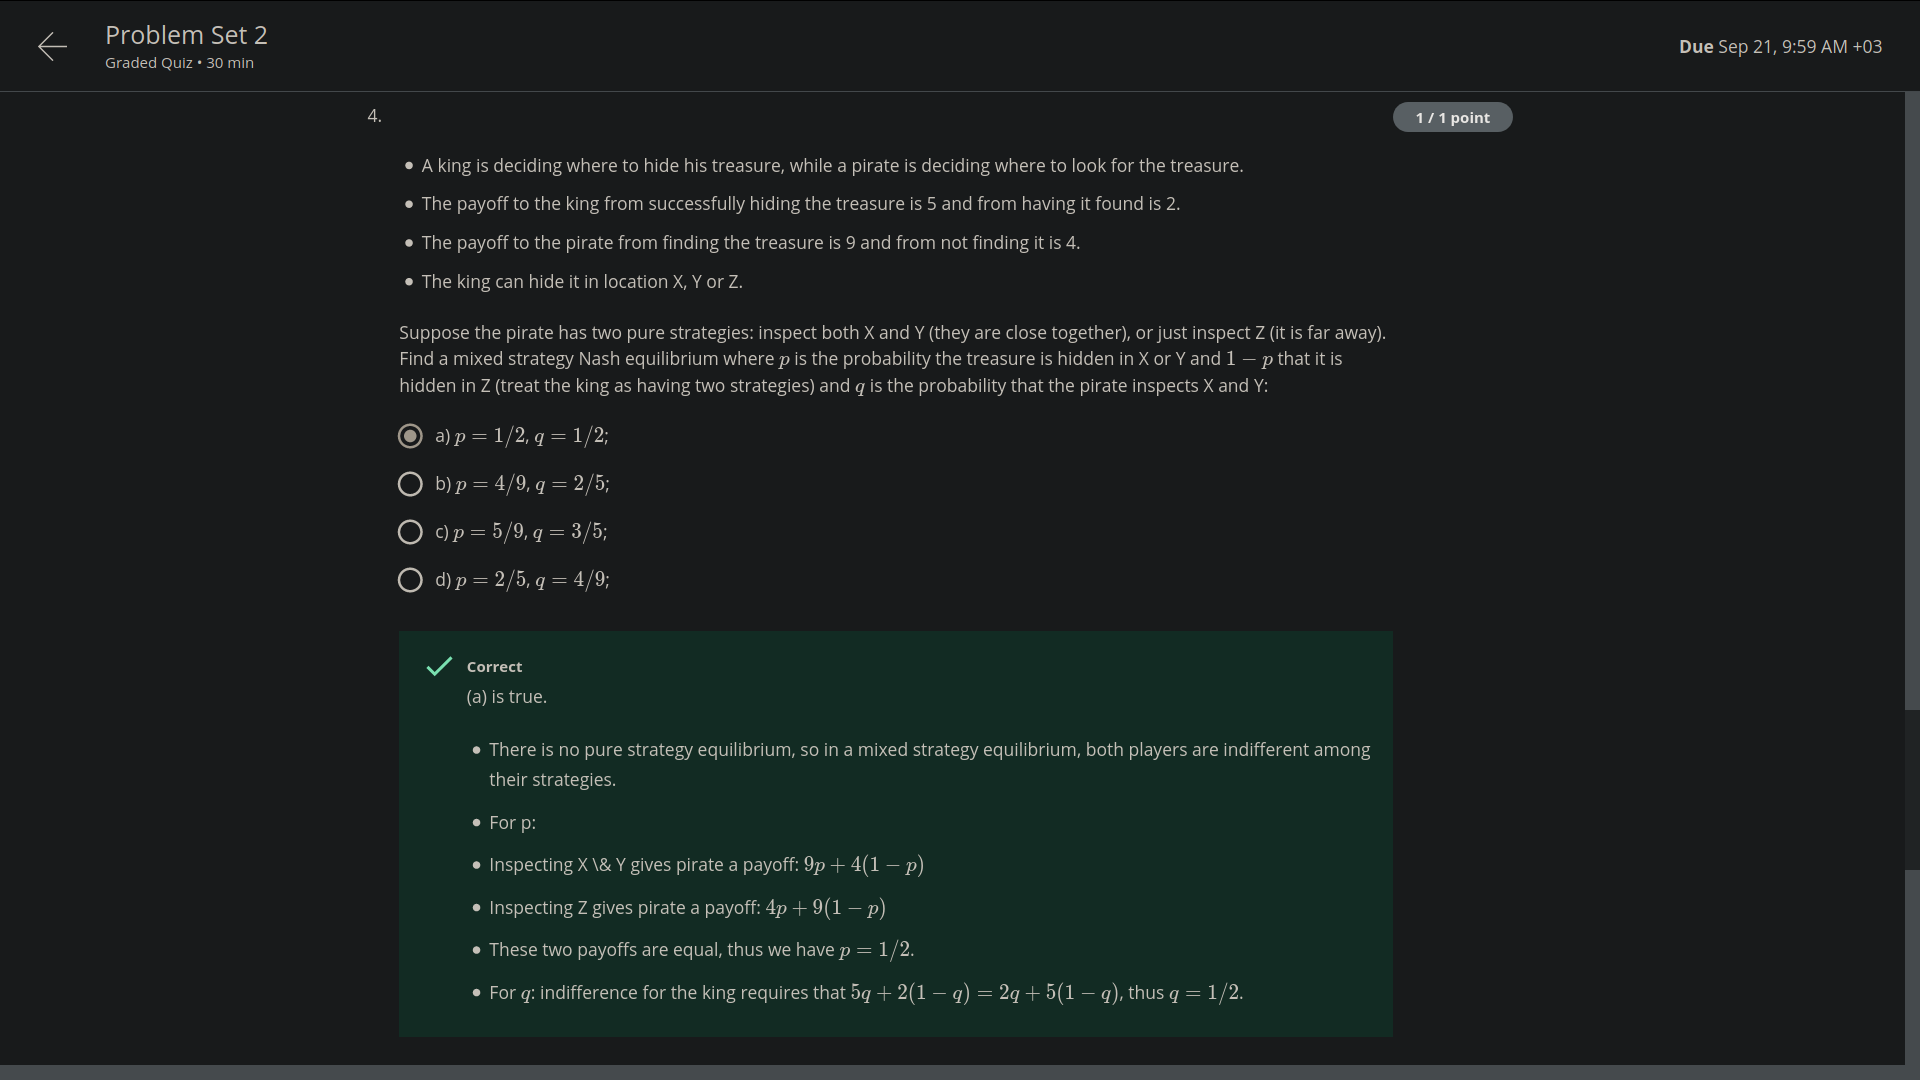 Problem Set 2
Graded Quiz • 30 min
Due Sep 21, 9:59 AM +03
4.
1 / 1 point
• A king is deciding where to hide his treasure, while a pirate is deciding where to look for the treasure.
• The payoff to the king from successfully hiding the treasure is 5 and from having it found is 2.
• The payoff to the pirate from finding the treasure is 9 and from not finding it is 4.
• The king can hide it in location X, Y or Z.
Suppose the pirate has two pure strategies: inspect both X and Y (they are close together), or just inspect Z (it is far away).
Find a mixed strategy Nash equilibrium where p is the probability the treasure is hidden in X or Y and 1 − p that it is
hidden in Z (treat the king as having two strategies) and q is the probability that the pirate inspects X and Y:
a) p = 1/2, q = 1/2;
b) p = 4/9, q = 2/5;
c) p = 5/9, q = 3/5;
d) p = 2/5, q = 4/9;
Correct
(a) is true.
• There is no pure strategy equilibrium, so in a mixed strategy equilibrium, both players are indifferent among
their strategies.
• For p:
• Inspecting X \& Y gives pirate a payoff: 9p + 4(1 − p)
• Inspecting Z gives pirate a payoff: 4p + 9(1 − p)
• These two payoffs are equal, thus we have p = 1/2.
• For q: indifference for the king requires that 5q + 2(1 − q) = 2q + 5(1 − q), thus q = 1/2.